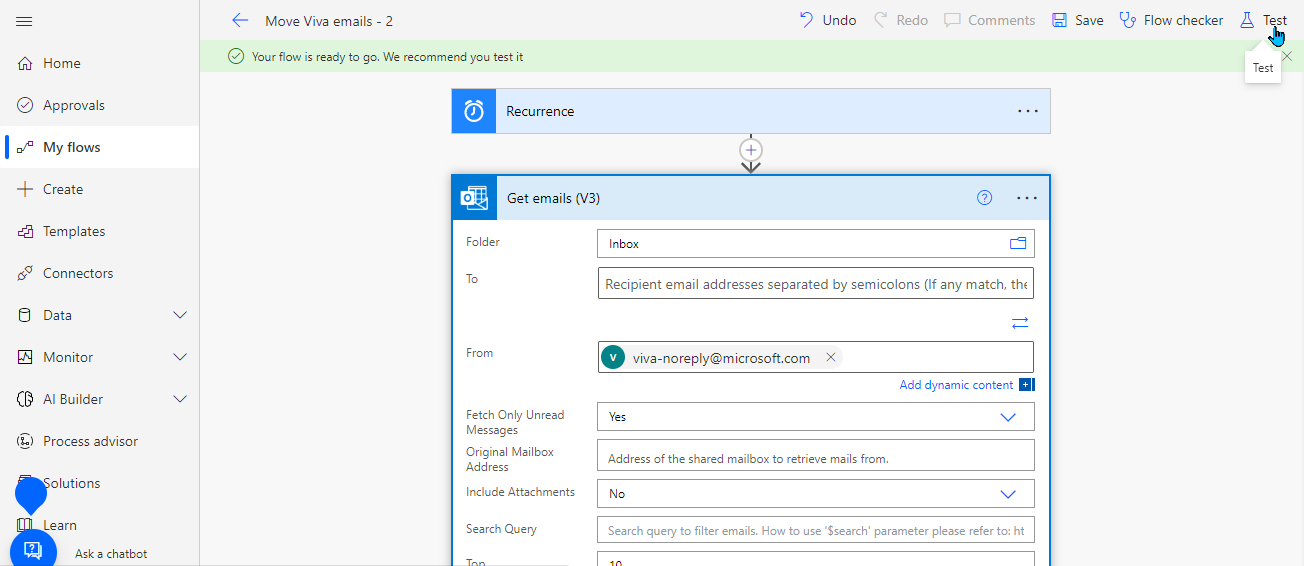 Move Viva emails - 2
Undo
Redo
Comments
Save
Flow checker
Test
Your flow is ready to go. We recommend you test it
Test
Home
Approvals
My flows
Create
Templates
Connectors
Data
Monitor
AI Builder
Process advisor
Solutions
Learn
Ask a chatbot
Recurrence
Get emails (V3)
Folder
Inbox
To
Recipient email addresses separated by semicolons (If any match, the
From
V
viva-noreply@microsoft.com
Add dynamic content
Fetch Only Unread
Messages
Yes
Original Mailbox
Address
Address of the shared mailbox to retrieve mails from.
Include Attachments
No
Search Query
Search query to filter emails. How to use '$search' parameter please refer to: ht
Top
10